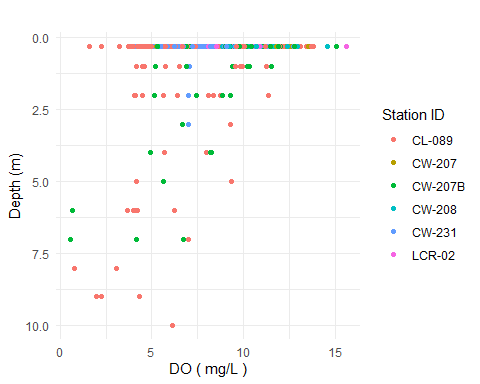 0.0
2.5
5.0
7.5
10.0
Depth (m)
0
5
10
15
DO ( mg/L )
Station ID
CL-089
CW-207
CW-207B
CW-208
CW-231
LCR-02